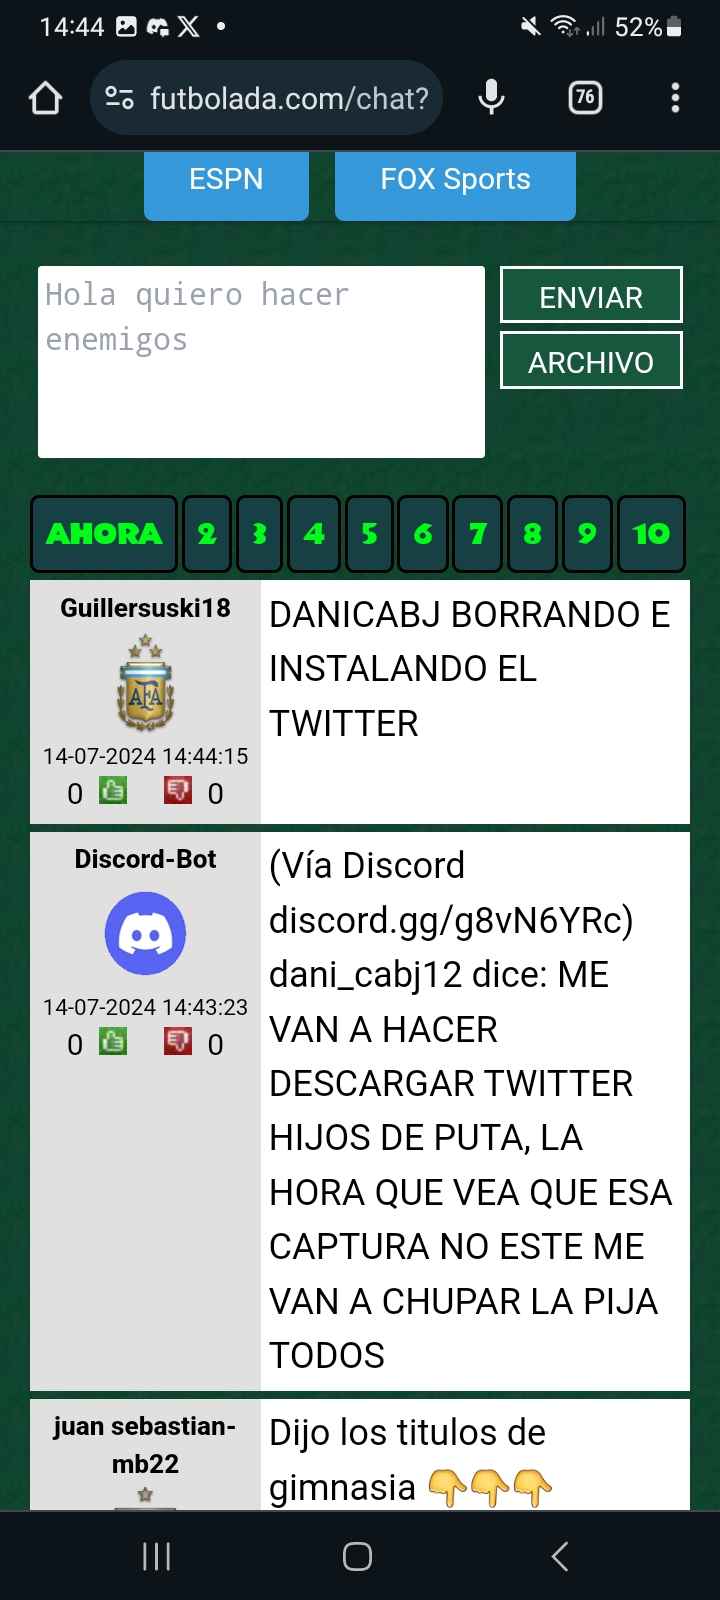 14:44
52%
futbolada.com/chat?
76
ESPN
FOX Sports
Hola quiero hacer
enemigos
ENVIAR
ARCHIVO
AHORA 2 3 4 5 6 7 8 9 10
Guillersuski18
AFA
14-07-2024 14:44:15
0 0
DANICABJ BORRANDO E
INSTALANDO EL
TWITTER
Discord-Bot
14-07-2024 14:43:23
0 0
(Vía Discord
discord.gg/g8vN6YRc)
dani_cabj12 dice: ME
VAN A HACER
DESCARGAR TWITTER
HIJOS DE PUTA, LA
HORA QUE VEA QUE ESA
CAPTURA NO ESTE ME
VAN A CHUPAR LA PIJA
TODOS
juan sebastian-
mb22
Dijo los titulos de
gimnasia 👇👇👇